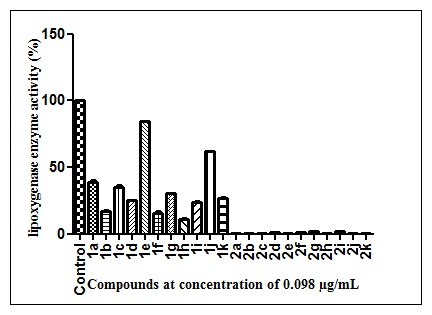 lipoxygenase enzyme activity (%)
150
100
50
0
Control
1a
1b
1c
1d
1e
1f
1g
1h
1i
1j
1k
2a
2b
2c
2d
2e
2f
2g
2h
2i
2j
2k
Compounds at concentration of 0.098 µg/mL